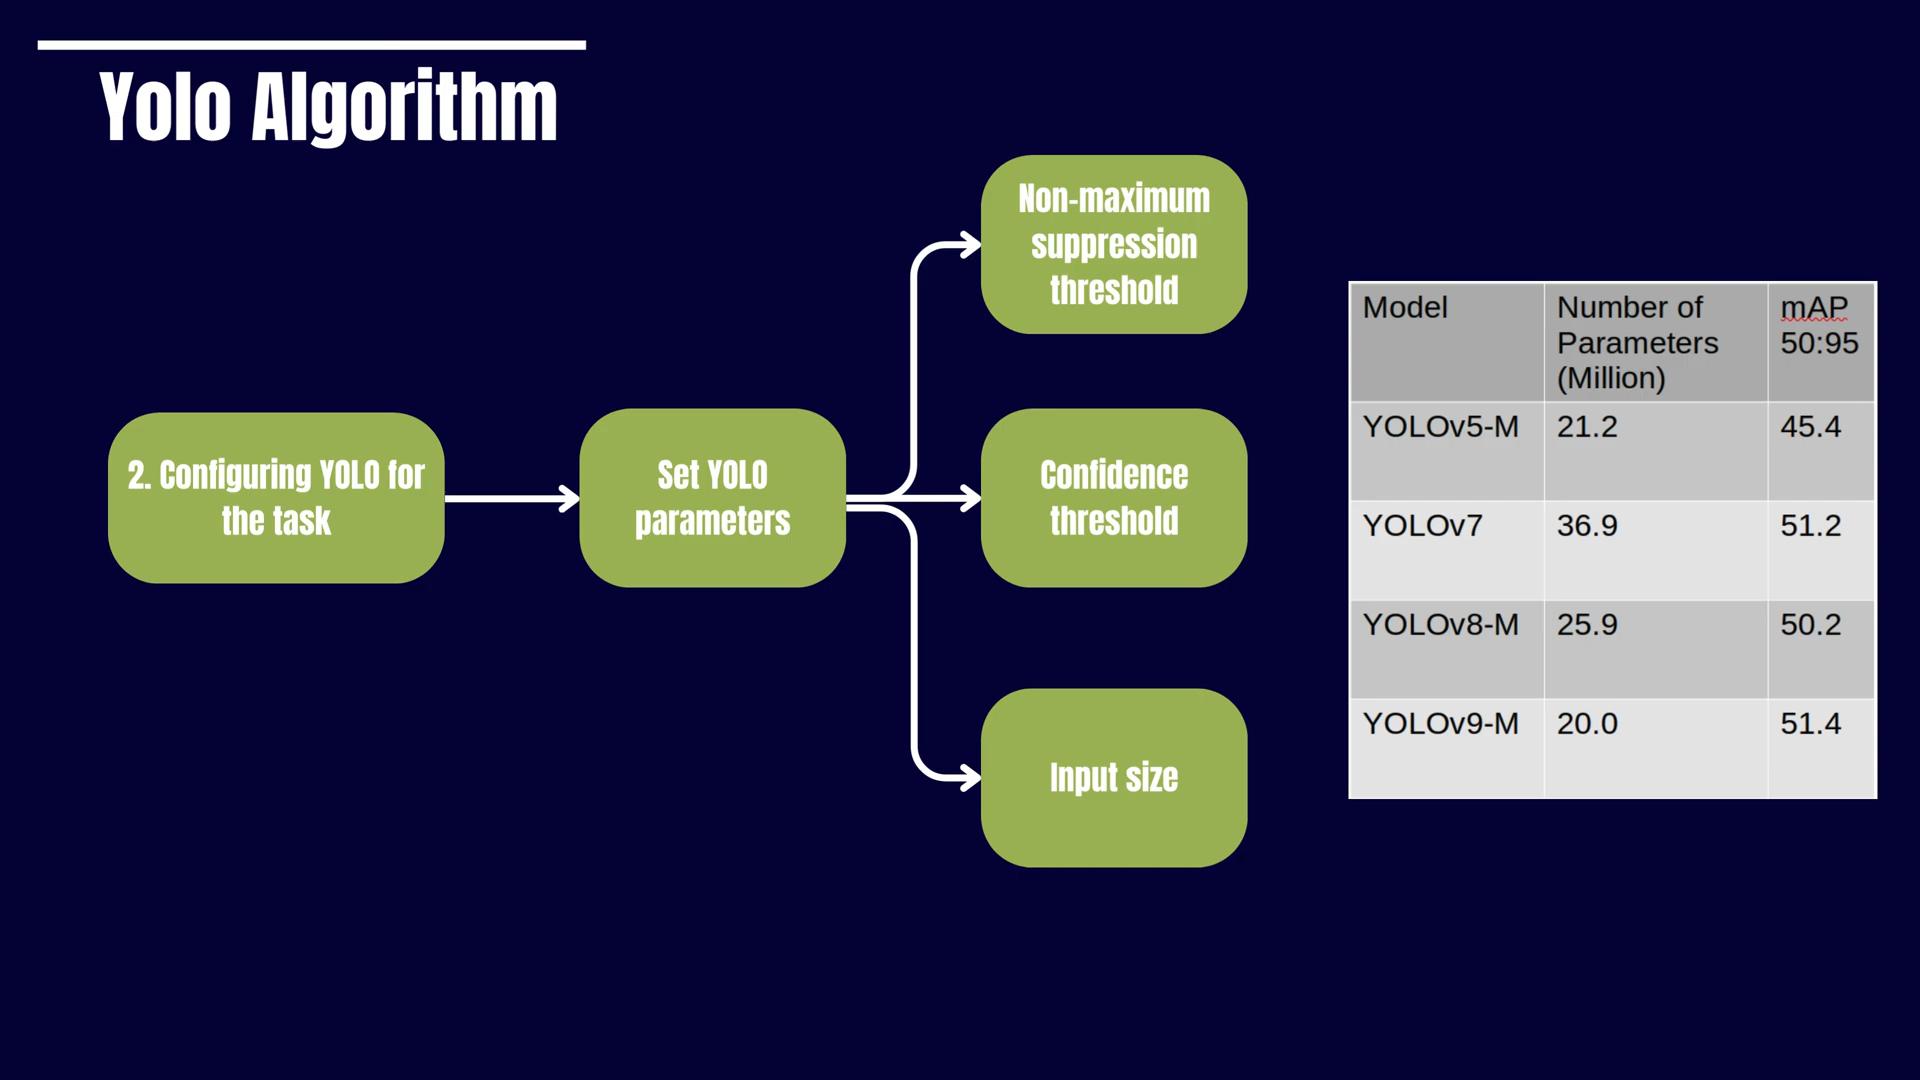 Yolo Algorithm
2. Configuring YOLO for
the task
Set YOLO
parameters
Non-maximum
suppression
threshold
Confidence
threshold
Input size
Model
Number of
Parameters
(Million)
mAP
50:95
YOLOv5-M 21.2 45.4
YOLOv7 36.9 51.2
YOLOv8-M 25.9 50.2
YOLOv9-M 20.0 51.4